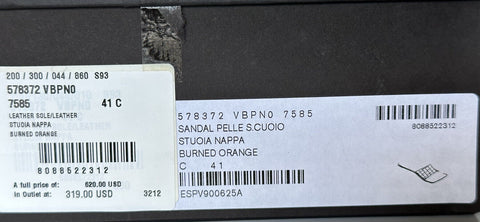 200 / 300 / 044 / 860 S93
578372 VBPN0
7585 41 C
LEATHER SOLE/LEATHER
STUOIA NAPPA
BURNED ORANGE
8088522312
A full price of: 620.00 USD
In Outlet at: 319.00 USD 3212
578372 VBPN0 7585
SANDAL PELLE S.CUOIO
STUOIA NAPPA
BURNED ORANGE
C 41
ESPV900625A
8088522312